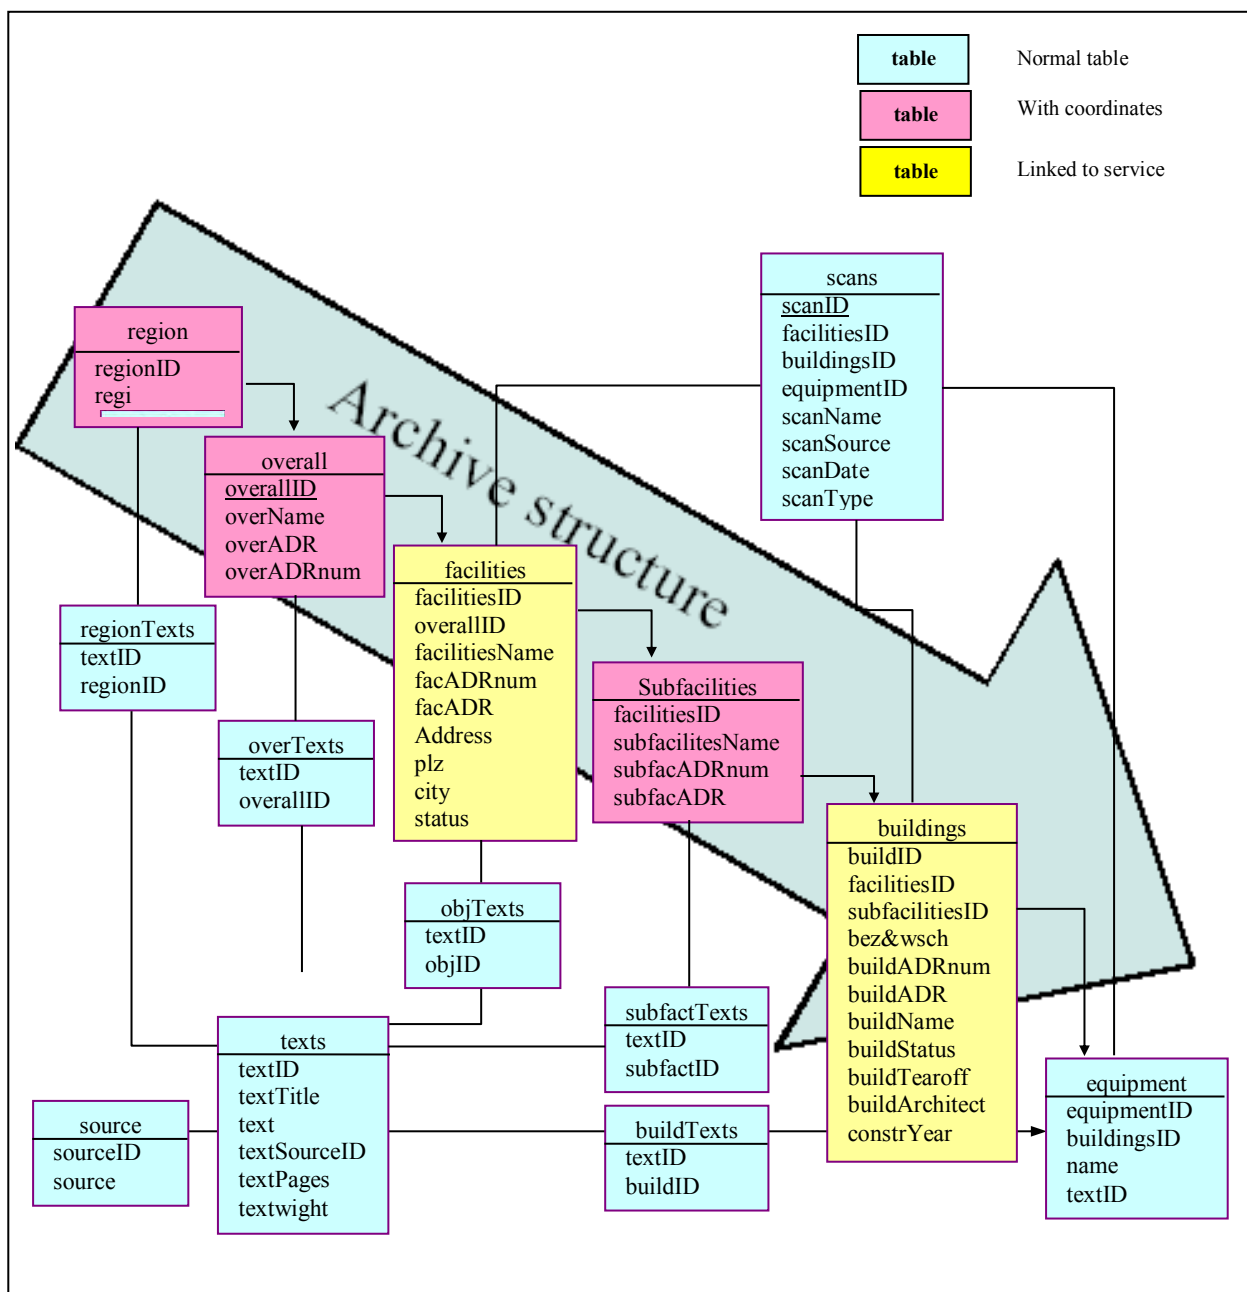 table
Normal table
table
With coordinates
table
Linked to service
Archive structure
scans
scanID
facilitiesID
buildingsID
equipmentID
scanName
scanSource
scanDate
scanType
region
regionID
regi
overall
overallID
overName
overADR
overADRnum
facilities
facilitiesID
overallID
facilitiesName
facADRnum
facADR
Address
plz
city
status
regionTexts
textID
regionID
Subfacilities
facilitiesID
subfacilitesName
subfacADRnum
subfacADR
overTexts
textID
overallID
buildings
buildID
facilitiesID
subfacilitiesID
bez&wsch
buildADRnum
buildADR
buildName
buildStatus
buildTearoff
buildArchitect
constrYear
objTexts
textID
objID
subfactTexts
textID
subfactID
texts
textID
textTitle
text
textSourceID
textPages
textwight
equipment
equipmentID
buildingsID
name
textID
source
sourceID
source
buildTexts
textID
buildID